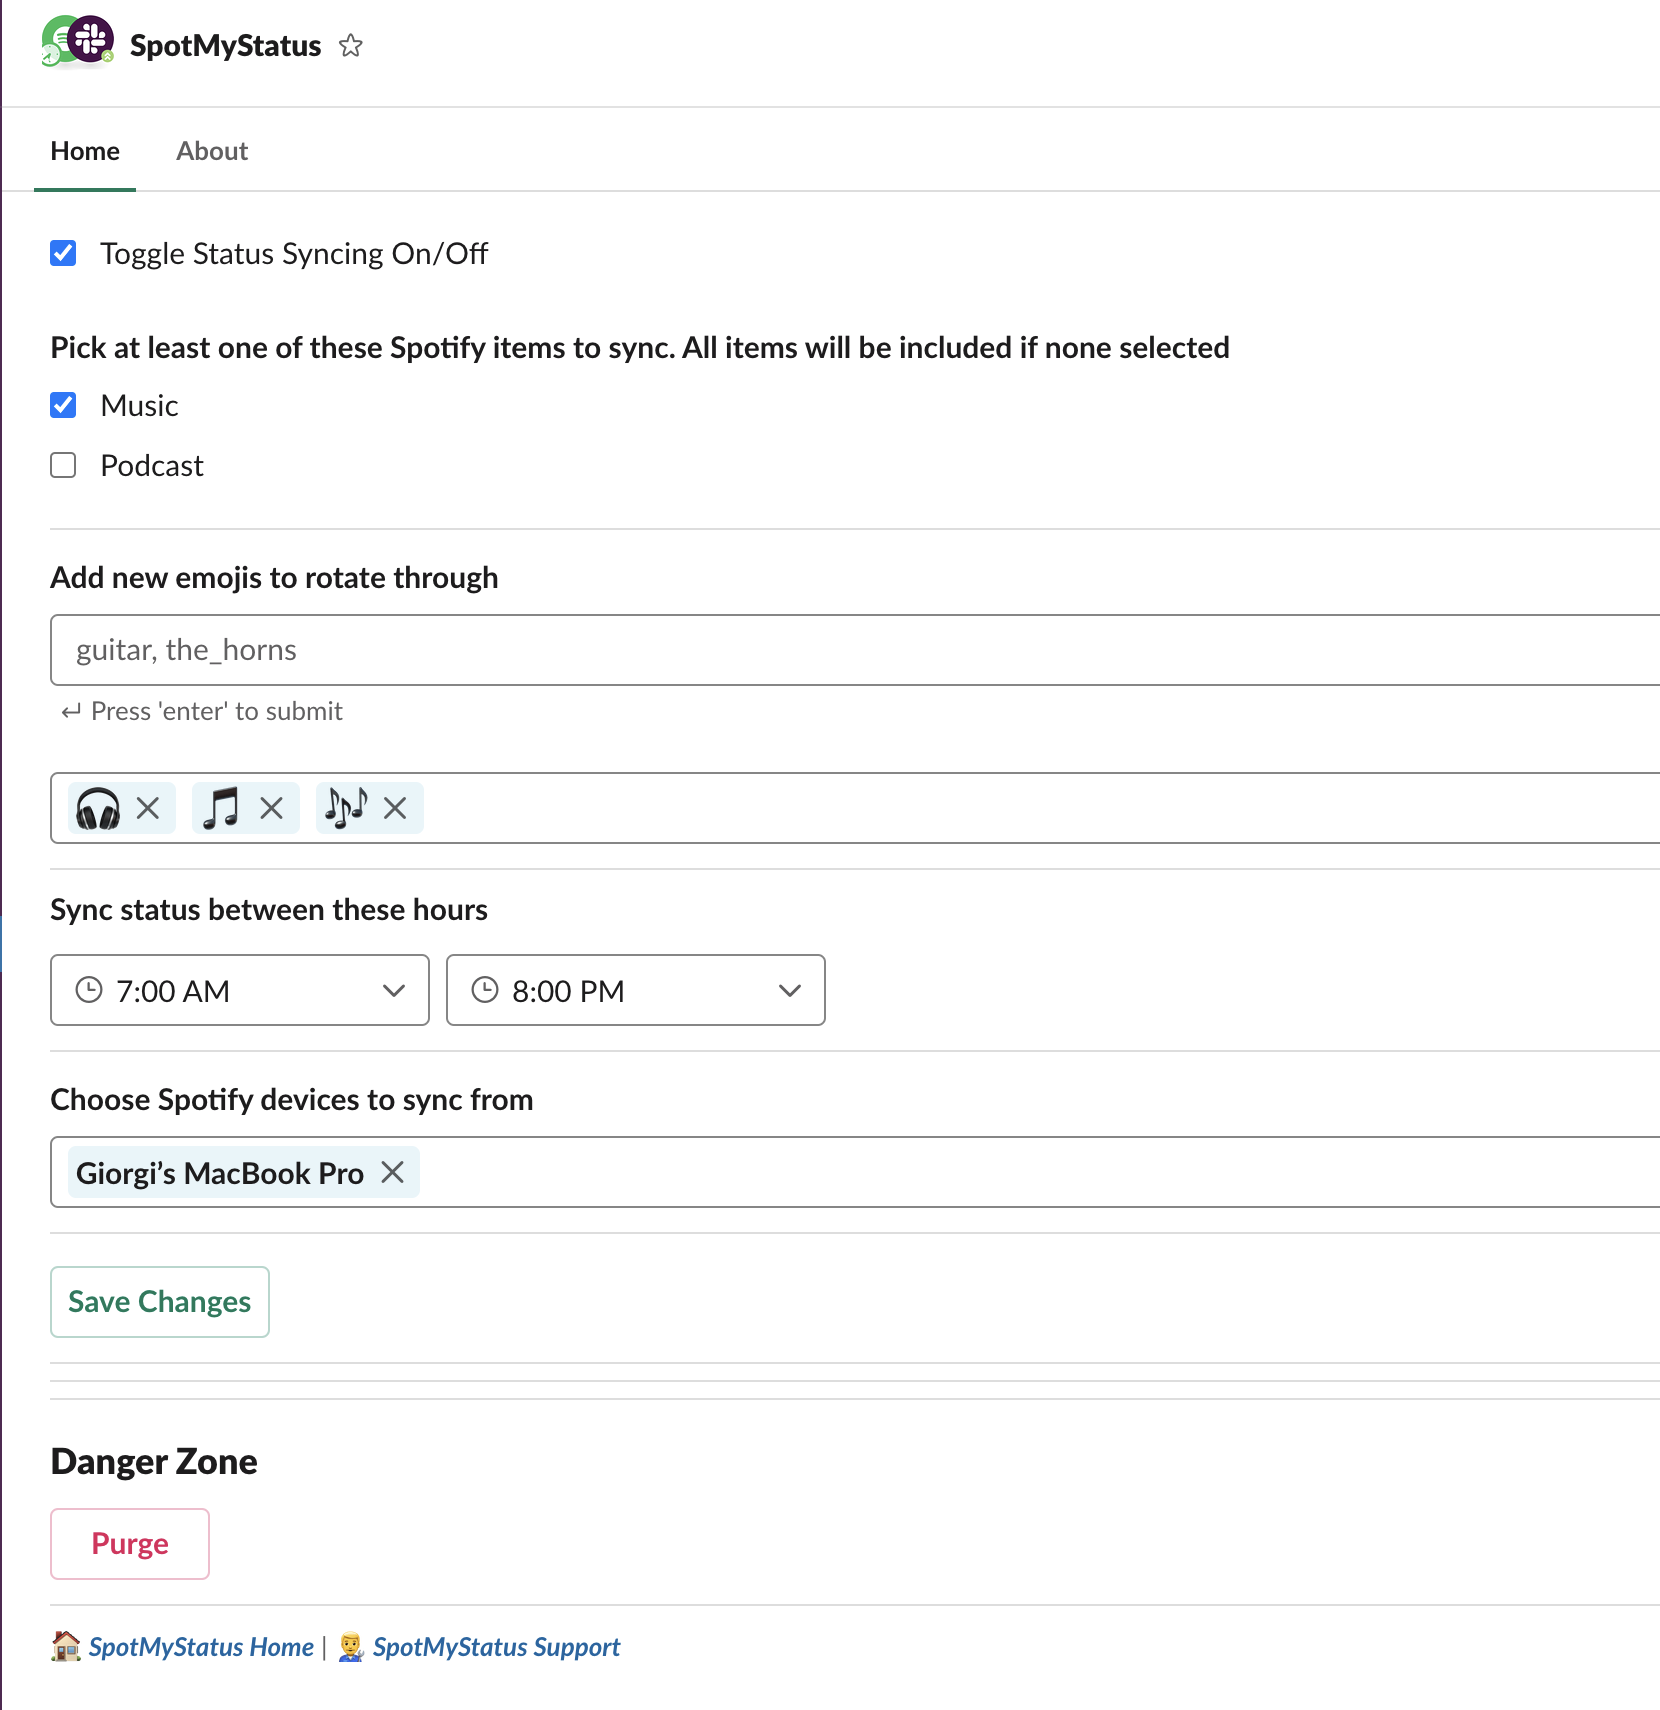 SpotMyStatus
Home About
Toggle Status Syncing On/Off
Pick at least one of these Spotify items to sync. All items will be included if none selected
Music
Podcast
Add new emojis to rotate through
guitar, the_horns
↵ Press 'enter' to submit
Sync status between these hours
7:00 AM 8:00 PM
Choose Spotify devices to sync from
Giorgi’s MacBook Pro
Save Changes
Danger Zone
Purge
SpotMyStatus Home | SpotMyStatus Support